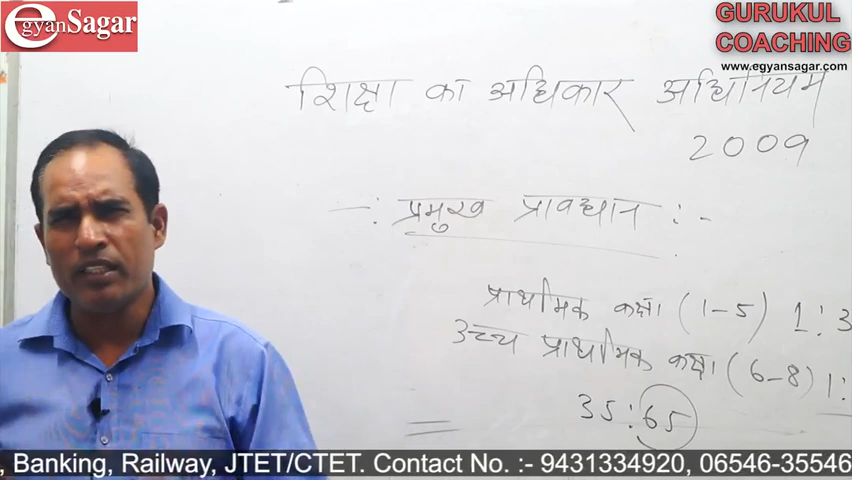 egyanSagar
GURUKUL
COACHING
www.egyansagar.com
शिक्षा का अधिकार अधिनियम
2009
—: प्रमुख प्रावधान :-
प्राथमिक कक्षा (1-5) 1:3
उच्च प्राथमिक कक्षा (6-8) 1:
35:65
, Banking, Railway, JTET/CTET. Contact No. :- 9431334920, 06546-35546